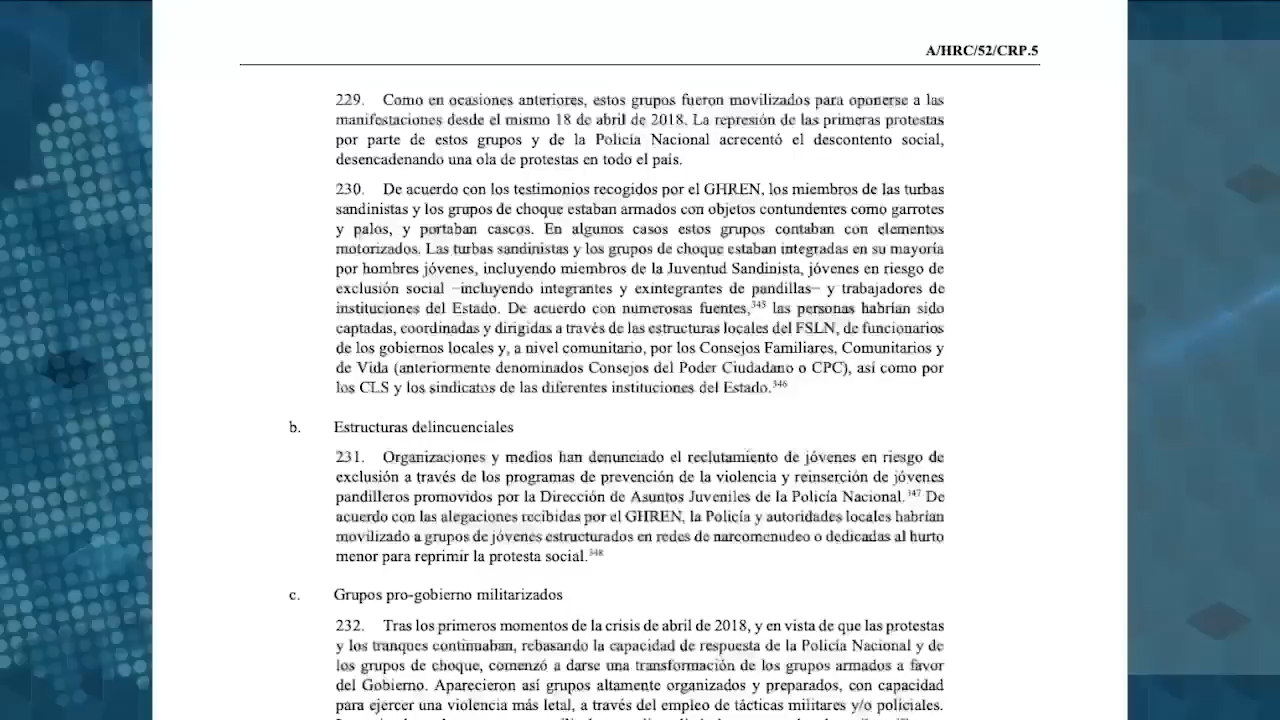 A/HRC/52/CRP.5
229. Como en ocasiones anteriores, estos grupos fueron movilizados para oponerse a las
manifestaciones desde el mismo 18 de abril de 2018. La represión de las primeras protestas
por parte de estos grupos y de la Policía Nacional acrecentó el descontento social,
desencadenando una ola de protestas en todo el país.
230. De acuerdo con los testimonios recogidos por el GHREN, los miembros de las turbas
sandinistas y los grupos de choque estaban armados con objetos contundentes como garrotes
y palos, y portaban cascos. En algunos casos estos grupos contaban con elementos
motorizados. Las turbas sandinistas y los grupos de choque estaban integradas en su mayoría
por hombres jóvenes, incluyendo miembros de la Juventud Sandinista, jóvenes en riesgo de
exclusión social –incluyendo integrantes y exintegrantes de pandillas– y trabajadores de
instituciones del Estado. De acuerdo con numerosas fuentes,345 las personas habrían sido
captadas, coordinadas y dirigidas a través de las estructuras locales del FSLN, de funcionarios
de los gobiernos locales y, a nivel comunitario, por los Consejos Familiares, Comunitarios y
de Vida (anteriormente denominados Consejos del Poder Ciudadano o CPC), así como por
los CLS y los sindicatos de las diferentes instituciones del Estado.346
b. Estructuras delincuenciales
231. Organizaciones y medios han denunciado el reclutamiento de jóvenes en riesgo de
exclusión a través de los programas de prevención de la violencia y reinserción de jóvenes
pandilleros promovidos por la Dirección de Asuntos Juveniles de la Policía Nacional.347 De
acuerdo con las alegaciones recibidas por el GHREN, la Policía y autoridades locales habrían
movilizado a grupos de jóvenes estructurados en redes de narcomenudeo o dedicadas al hurto
menor para reprimir la protesta social.348
c. Grupos pro-gobierno militarizados
232. Tras los primeros momentos de la crisis de abril de 2018, y en vista de que las protestas
y los tranques continuaban, rebasando la capacidad de respuesta de la Policía Nacional y de
los grupos de choque, comenzó a darse una transformación de los grupos armados a favor
del Gobierno. Aparecieron así grupos altamente organizados y preparados, con capacidad
para ejercer una violencia más letal, a través del empleo de tácticas militares y/o policiales.